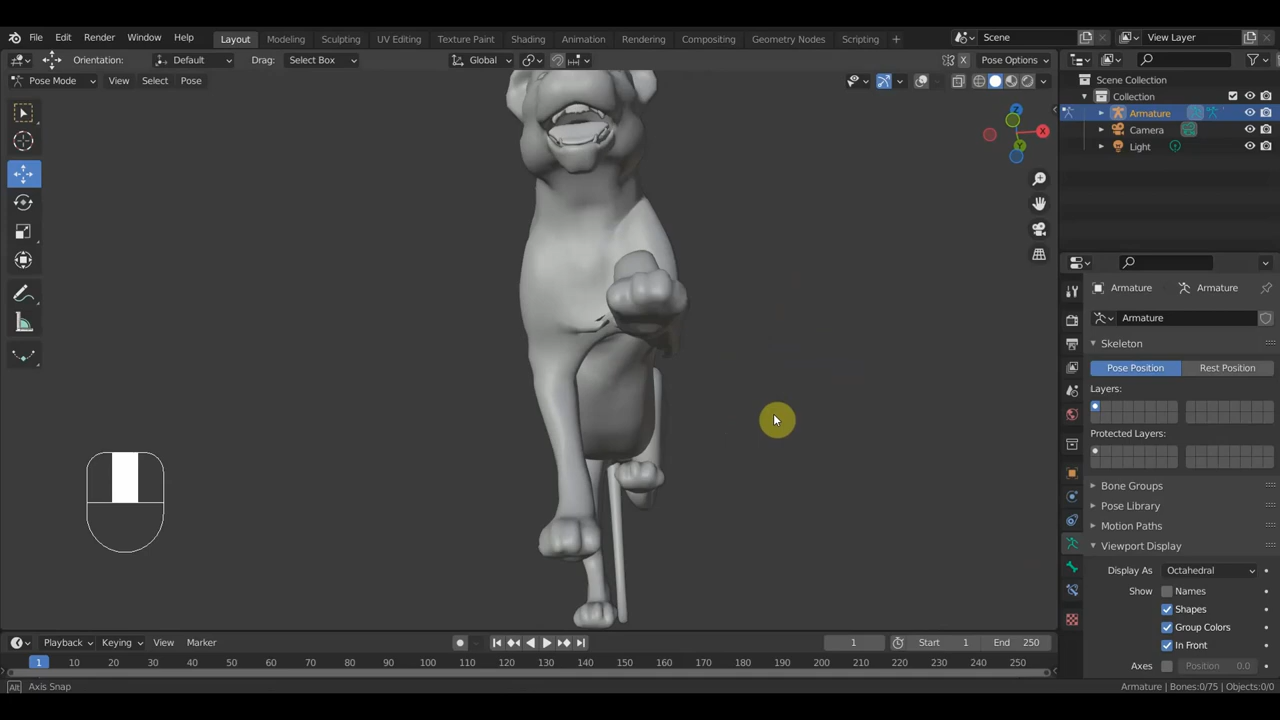 File Edit Render Window Help Layout Modeling Sculpting UV Editing Texture Paint Shading Animation Rendering Compositing Geometry Nodes Scripting + Scene View Layer
Orientation: Default Drag: Select Box Global X Pose Options
Pose Mode View Select Pose
Scene Collection
Collection
Armature
Camera
Light
Z
X
Y
Armature Armature
Armature
Skeleton
Pose Position Rest Position
Layers:
Protected Layers:
Bone Groups
Pose Library
Motion Paths
Viewport Display
Display As Octahedral
Show Names
Shapes
Group Colors
In Front
Axes Position 0.0
Playback Keying View Marker 1 Start 1 End 250
1 10 20 30 40 50 60 70 80 90 100 110 120 130 140 150 160 170 180 190 200 210 220 230 240 250
Alt Axis Snap Armature | Bones:0/75 | Objects:0/0